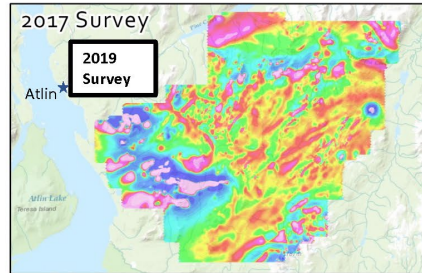 2017 Survey
2019
Survey
Atlin
Atlin Lake
Teresa Island